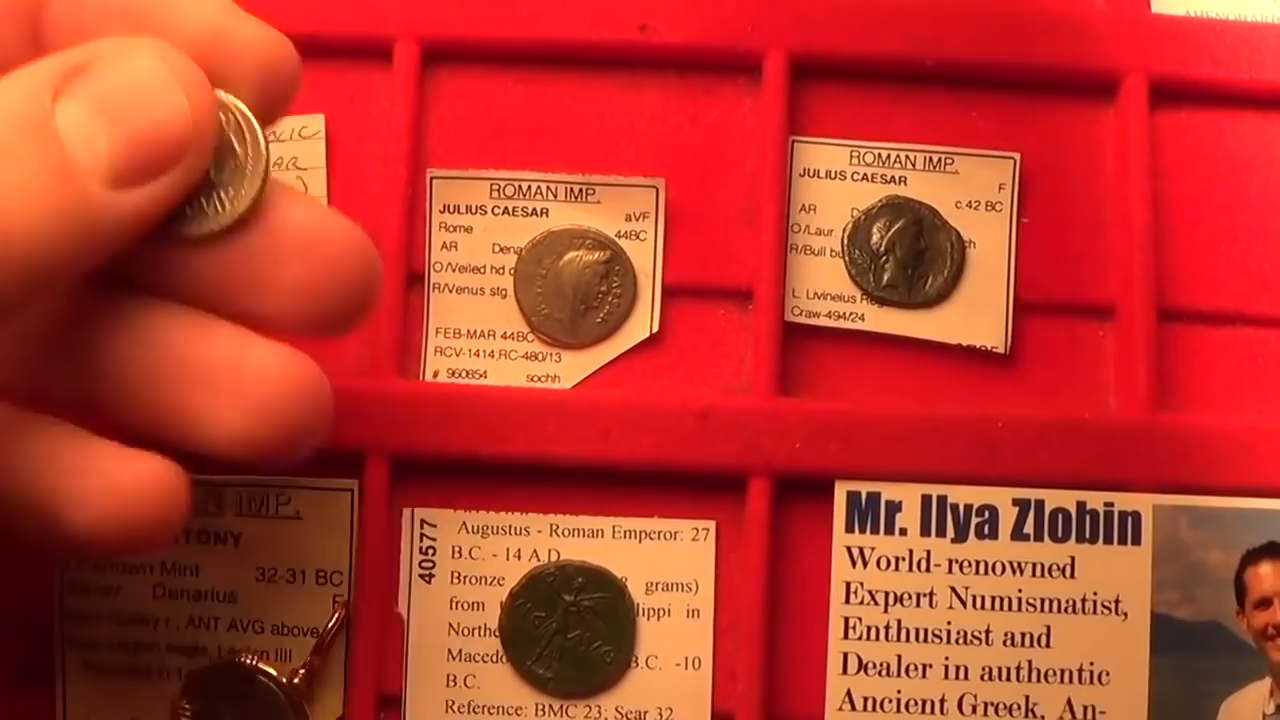 ROMAN IMP.
JULIUS CAESAR
aVF
Rome
44BC
AR
O/Veiled hd
R/Venus stg.
FEB-MAR 44BC
RCV-1414;RC-480/13
# 960854 sochh
ROMAN IMP.
JULIUS CAESAR
F
c.42 BC
AR
O/Laur.
R/Bull
L. Livineius
Craw-494/24
IMP.
32-31 BC
Denarius
F
ANT AVG above
40577
Augustus - Roman Emperor: 27
B.C. - 14 A.D.
Bronze grams)
from in
B.C. -10
B.C.
Reference: BMC 23; Sear 32
Mr. Ilya Zlobin
World-renowned
Expert Numismatist,
Enthusiast and
Dealer in authentic
Ancient Greek, An-